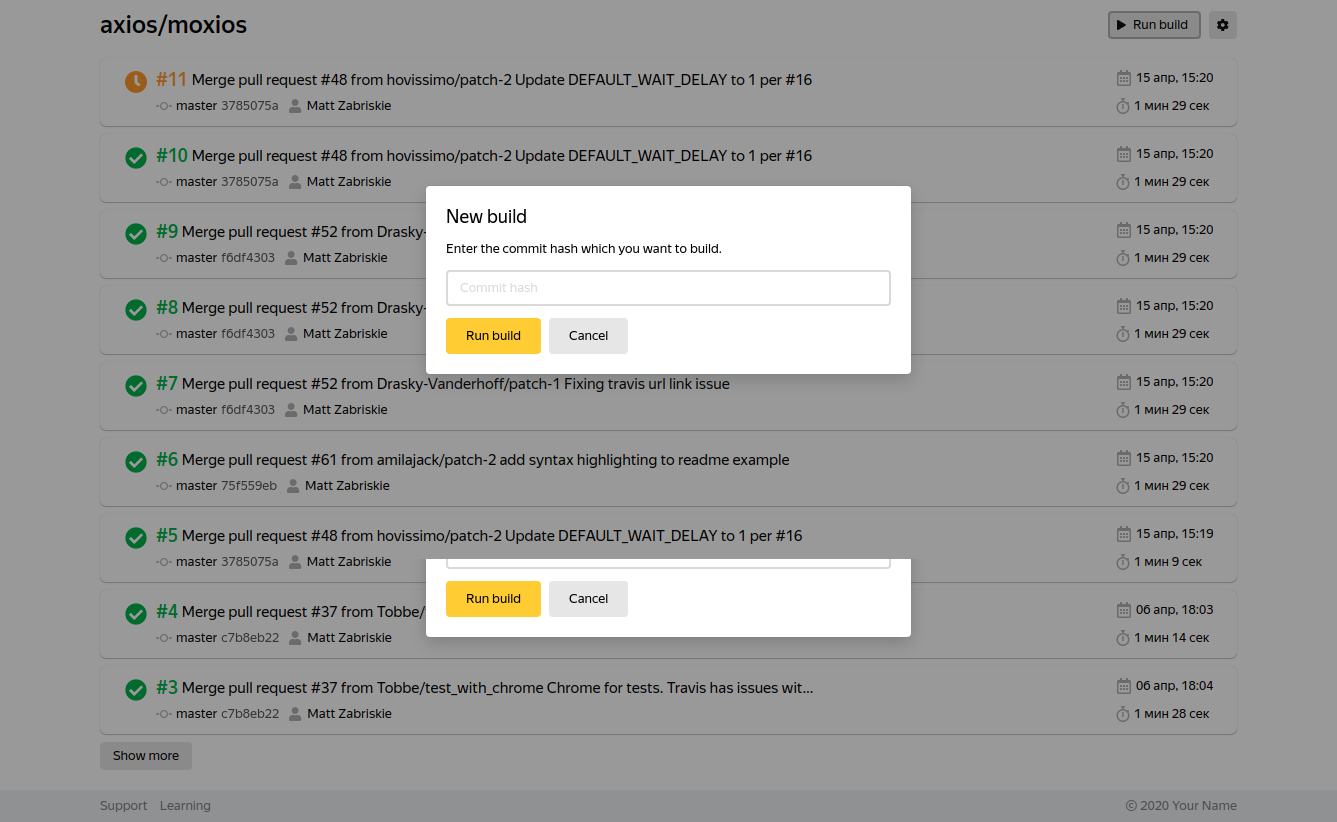 axios/moxios
Run build
#11 Merge pull request #48 from hovissimo/patch-2 Update DEFAULT_WAIT_DELAY to 1 per #16
15 апр, 15:20
master 3785075a Matt Zabriskie
1 мин 29 сек
#10 Merge pull request #48 from hovissimo/patch-2 Update DEFAULT_WAIT_DELAY to 1 per #16
15 апр, 15:20
master 3785075a Matt Zabriskie
1 мин 29 сек
#9 Merge pull request #52 from Drasky-
15 апр, 15:20
master f6df4303 Matt Zabriskie
1 мин 29 сек
#8 Merge pull request #52 from Drasky-
15 апр, 15:20
master f6df4303 Matt Zabriskie
1 мин 29 сек
New build
Enter the commit hash which you want to build.
Commit hash
Run build
Cancel
#7 Merge pull request #52 from Drasky-Vanderhoff/patch-1 Fixing travis url link issue
15 апр, 15:20
master f6df4303 Matt Zabriskie
1 мин 29 сек
#6 Merge pull request #61 from amilajack/patch-2 add syntax highlighting to readme example
15 апр, 15:20
master 75f559eb Matt Zabriskie
1 мин 29 сек
#5 Merge pull request #48 from hovissimo/patch-2 Update DEFAULT_WAIT_DELAY to 1 per #16
15 апр, 15:19
master 3785075a Matt Zabriskie
1 мин 9 сек
#4 Merge pull request #37 from Tobbe/
06 апр, 18:03
master c7b8eb22 Matt Zabriskie
1 мин 14 сек
Run build
Cancel
#3 Merge pull request #37 from Tobbe/test_with_chrome Chrome for tests. Travis has issues wit...
06 апр, 18:04
master c7b8eb22 Matt Zabriskie
1 мин 28 сек
Show more
Support
Learning
© 2020 Your Name